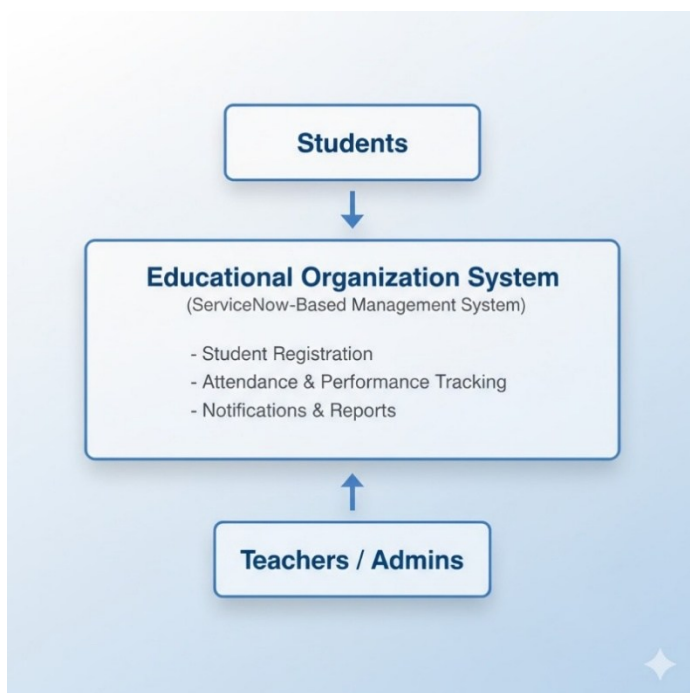 Students
Educational Organization System
(ServiceNow-Based Management System)
- Student Registration
- Attendance & Performance Tracking
- Notifications & Reports
Teachers / Admins